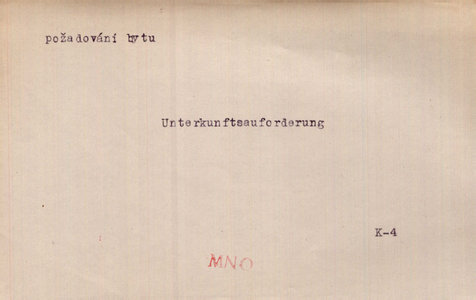 požadování bytu
Unterkunftsauforderung
K-4
MNO